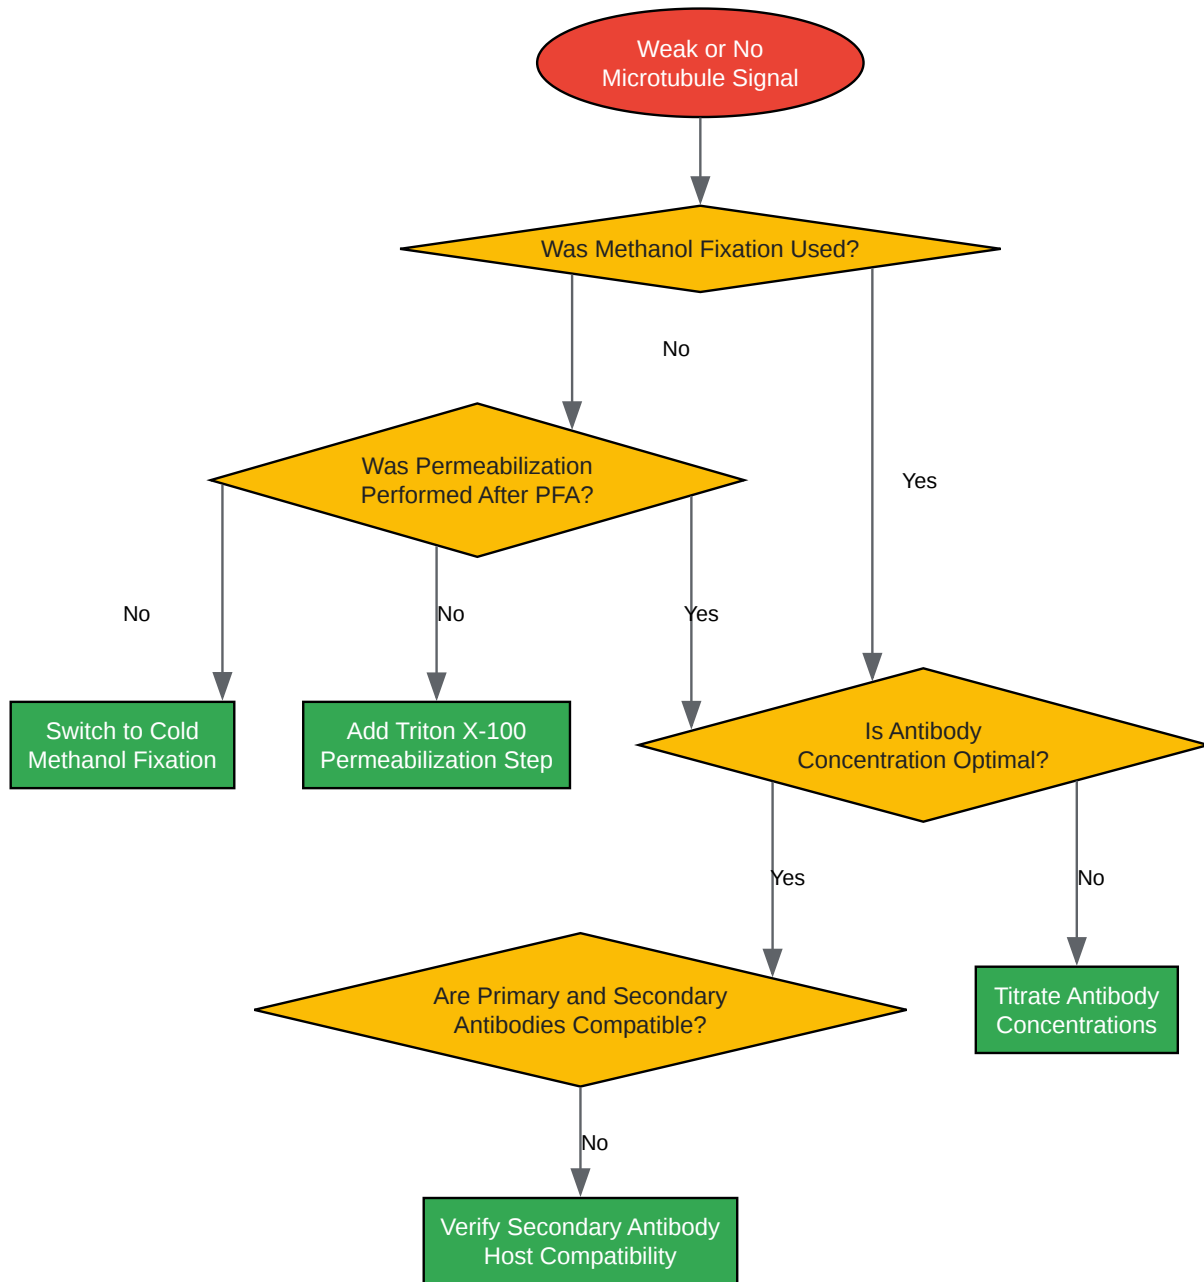 Weak or No
Microtubule Signal
Was Methanol Fixation Used?
No
Yes
Was Permeabilization
Performed After PFA?
No
No
Yes
Switch to Cold
Methanol Fixation
Add Triton X-100
Permeabilization Step
Is Antibody
Concentration Optimal?
Yes
No
Are Primary and Secondary
Antibodies Compatible?
Titrate Antibody
Concentrations
No
Verify Secondary Antibody
Host Compatibility